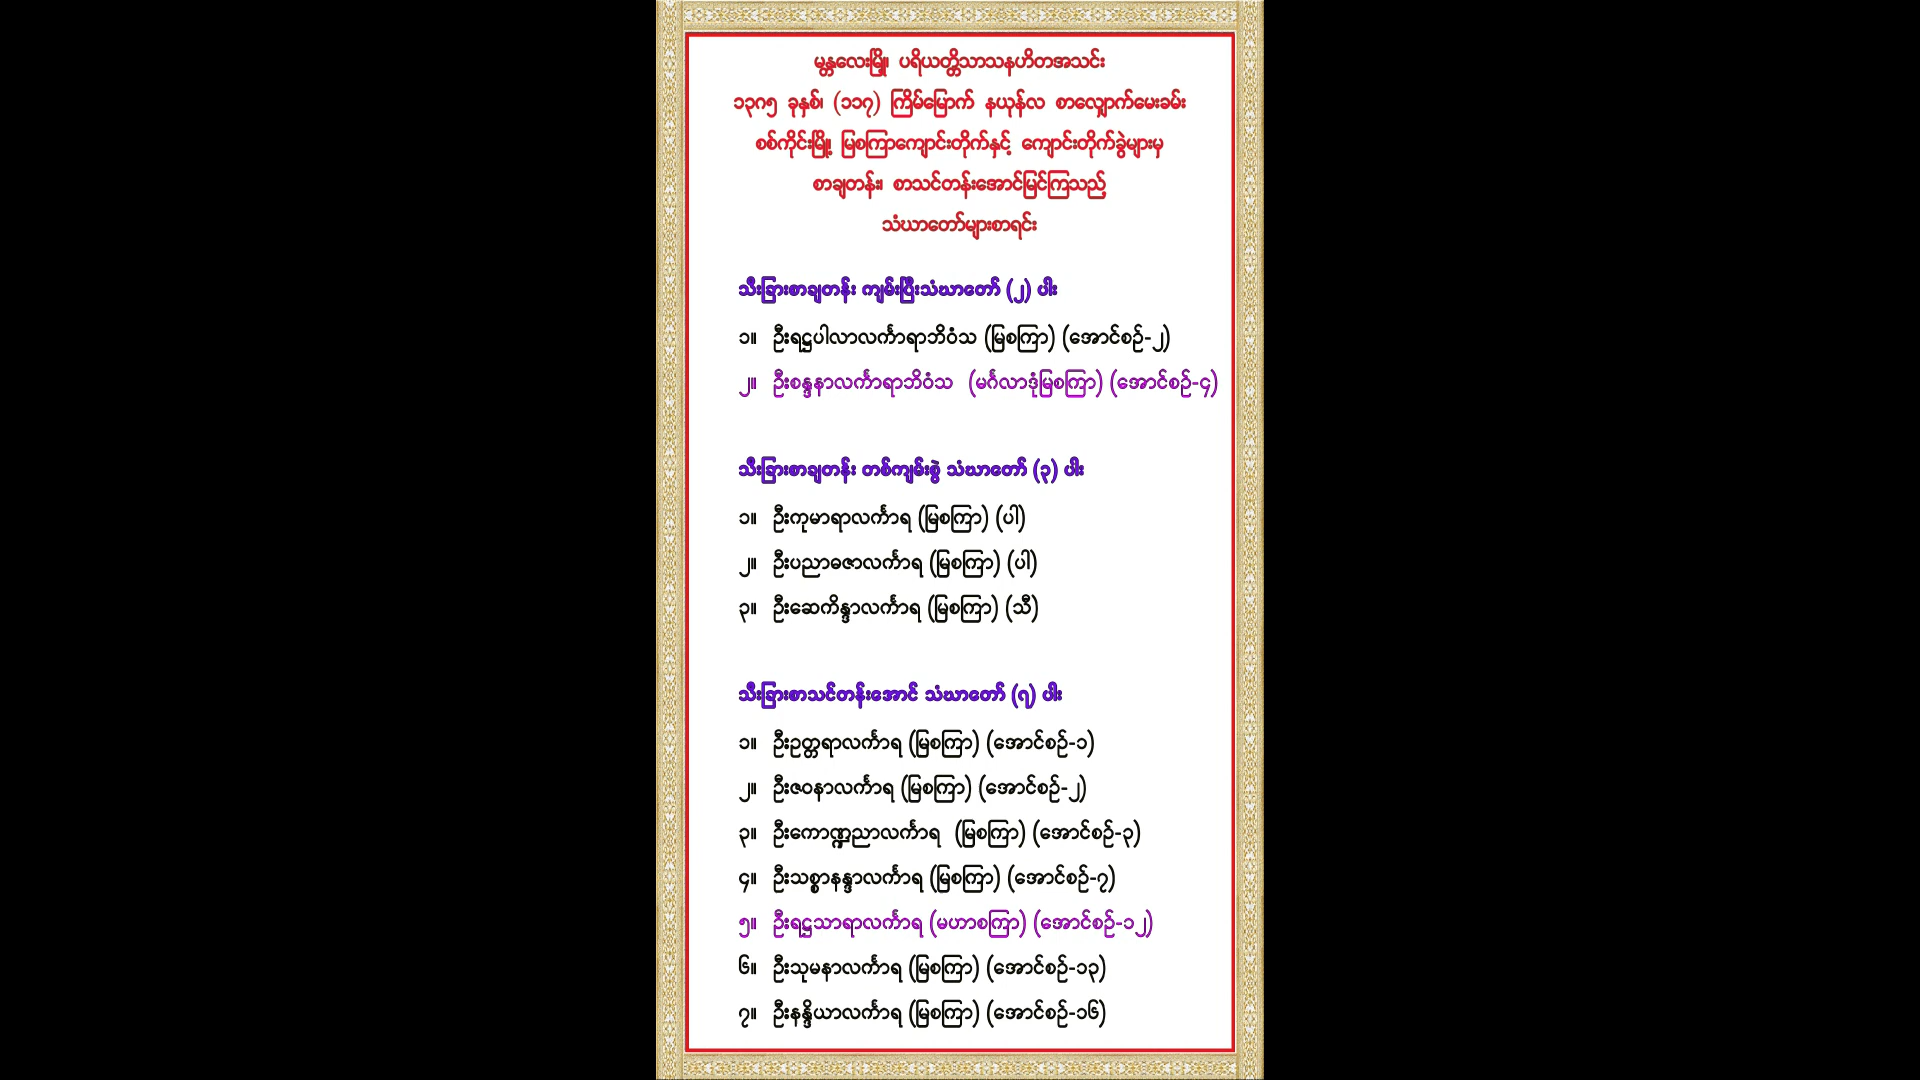 မန္တလေးမြို့၊ ပရိယတ္တိသာသနဟိတအသင်း
၁၃၈၅ ခုနှစ်၊ (၁၁၇) ကြိမ်မြောက် နယုန်လ စာလျှောက်မေးခမ်း
စစ်ကိုင်းမြို့၊ မြစကြာကျောင်းတိုက်နှင့် ကျောင်းတိုက်ခွဲများမှ
စာချတန်း၊ စာသင်တန်းအောင်မြင်ကြသည့်
သံဃာတော်များစာရင်း
သီးခြားစာချတန်း ကျမ်းပြီးသံဃာတော် (၂) ပါး
၁။ ဦးရဋ္ဌပါလာလင်္ကာရာဘိဝံသ (မြစကြာ) (အောင်စဉ်-၂)
၂။ ဦးစန္ဒနာလင်္ကာရာဘိဝံသ (မင်္ဂလာဒုံမြစကြာ) (အောင်စဉ်-၄)
သီးခြားစာချတန်း တစ်ကျမ်းစွဲ သံဃာတော် (၃) ပါး
၁။ ဦးကုမာရာလင်္ကာရ (မြစကြာ) (ပါ)
၂။ ဦးပညာဓဇာလင်္ကာရ (မြစကြာ) (ပါ)
၃။ ဦးဆေကိန္ဒာလင်္ကာရ (မြစကြာ) (သီ)
သီးခြားစာသင်တန်းအောင် သံဃာတော် (၇) ပါး
၁။ ဦးဥတ္တရာလင်္ကာရ (မြစကြာ) (အောင်စဉ်-၁)
၂။ ဦးဇဝနာလင်္ကာရ (မြစကြာ) (အောင်စဉ်-၂)
၃။ ဦးကောဏ္ဍညာလင်္ကာရ (မြစကြာ) (အောင်စဉ်-၃)
၄။ ဦးသစ္စာနန္ဒာလင်္ကာရ (မြစကြာ) (အောင်စဉ်-၇)
၅။ ဦးရဋ္ဌသာရာလင်္ကာရ (မဟာစကြာ) (အောင်စဉ်-၁၂)
၆။ ဦးသုမနာလင်္ကာရ (မြစကြာ) (အောင်စဉ်-၁၃)
၇။ ဦးနန္ဒိယာလင်္ကာရ (မြစကြာ) (အောင်စဉ်-၁၆)